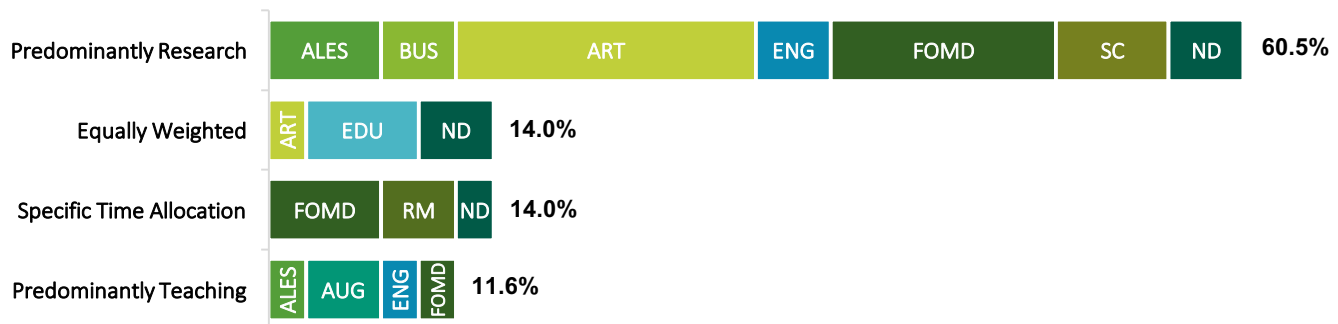 Predominantly Research ALES BUS ART ENG FOMD SC ND 60.5%
Equally Weighted ART EDU ND 14.0%
Specific Time Allocation FOMD RM ND 14.0%
Predominantly Teaching ALES AUG ENG FOMD 11.6%